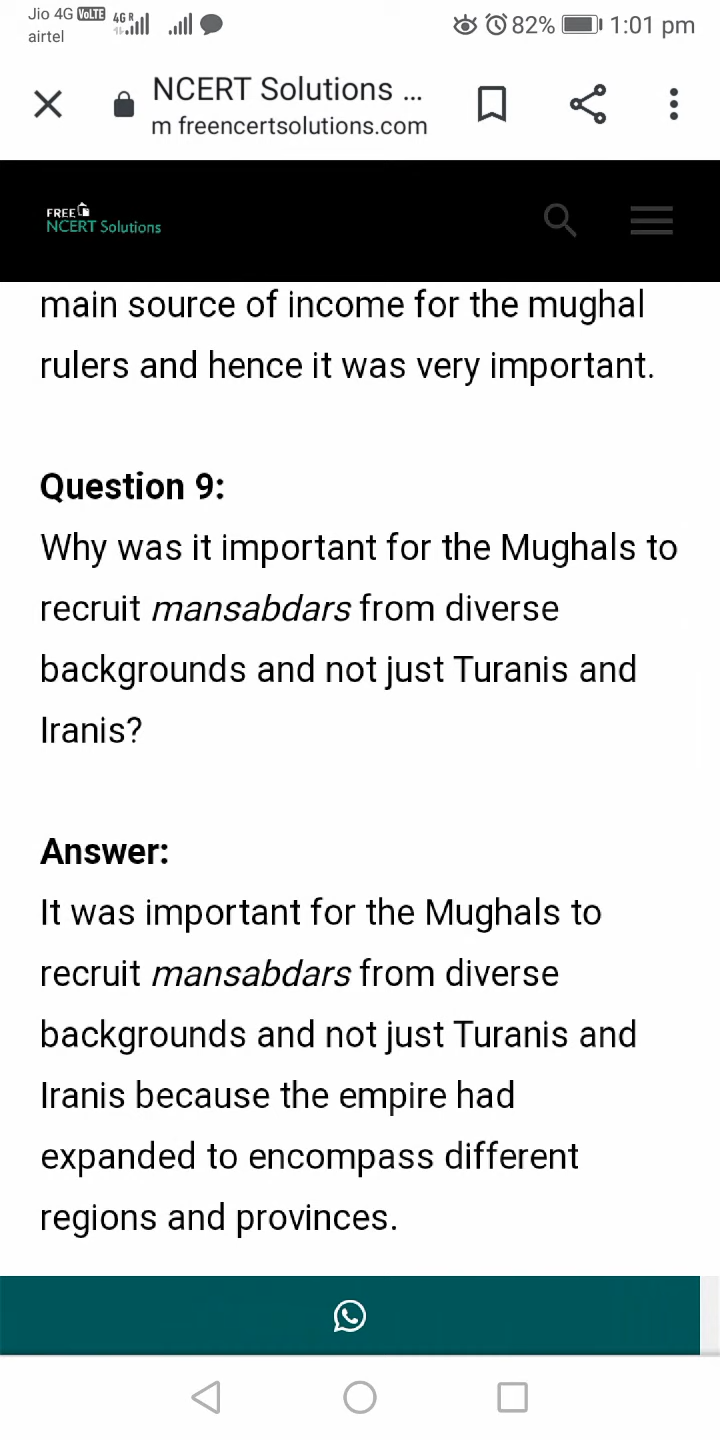 Jio 4G VoLTE 4G R 82% 1:01 pm
airtel
NCERT Solutions ...
m freencertsolutions.com
FREE
NCERT Solutions
main source of income for the mughal
rulers and hence it was very important.
Question 9:
Why was it important for the Mughals to
recruit mansabdars from diverse
backgrounds and not just Turanis and
Iranis?
Answer:
It was important for the Mughals to
recruit mansabdars from diverse
backgrounds and not just Turanis and
Iranis because the empire had
expanded to encompass different
regions and provinces.